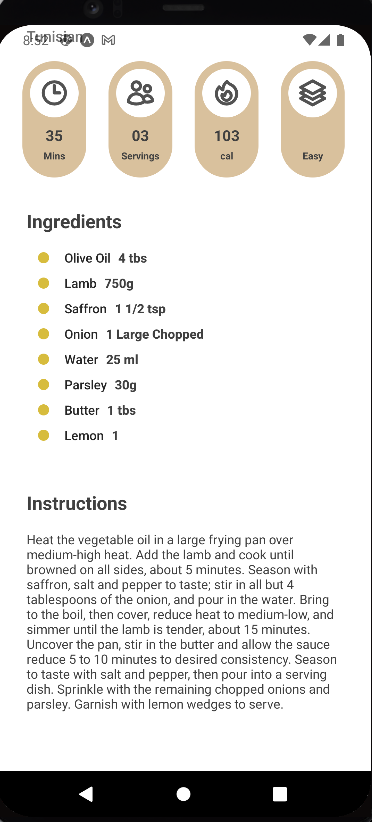 Tunisian
8:52
35
Mins
03
Servings
103
cal
Easy
Ingredients
Olive Oil 4 tbs
Lamb 750g
Saffron 1 1/2 tsp
Onion 1 Large Chopped
Water 25 ml
Parsley 30g
Butter 1 tbs
Lemon 1
Instructions
Heat the vegetable oil in a large frying pan over
medium-high heat. Add the lamb and cook until
browned on all sides, about 5 minutes. Season with
saffron, salt and pepper to taste; stir in all but 4
tablespoons of the onion, and pour in the water. Bring
to the boil, then cover, reduce heat to medium-low, and
simmer until the lamb is tender, about 15 minutes.
Uncover the pan, stir in the butter and allow the sauce
reduce 5 to 10 minutes to desired consistency. Season
to taste with salt and pepper, then pour into a serving
dish. Sprinkle with the remaining chopped onions and
parsley. Garnish with lemon wedges to serve.